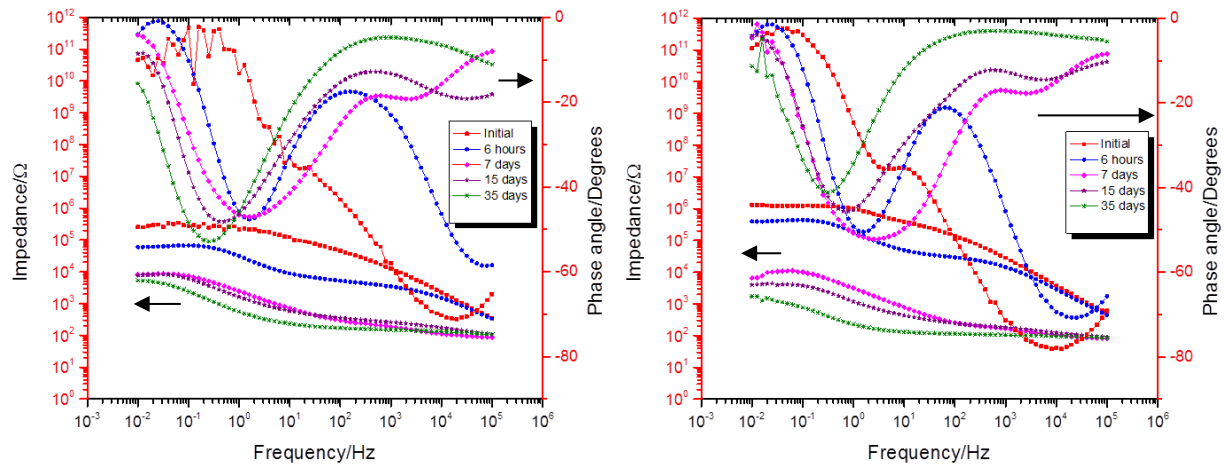 10¹²
10¹¹
10¹⁰
10⁹
10⁸
10⁷
10⁶
10⁵
10⁴
10³
10²
10¹
10⁰
Impedance/Ω
0
-20
-40
-60
-80
Phase angle/Degrees
Initial
6 hours
7 days
15 days
35 days
10⁻³ 10⁻² 10⁻¹ 10⁰ 10¹ 10² 10³ 10⁴ 10⁵ 10⁶
Frequency/Hz
10¹²
10¹¹
10¹⁰
10⁹
10⁸
10⁷
10⁶
10⁵
10⁴
10³
10²
10¹
10⁰
Impedance/Ω
0
-20
-40
-60
-80
Phase angle/Degrees
Initial
6 hours
7 days
15 days
35 days
10⁻³ 10⁻² 10⁻¹ 10⁰ 10¹ 10² 10³ 10⁴ 10⁵ 10⁶
Frequency/Hz